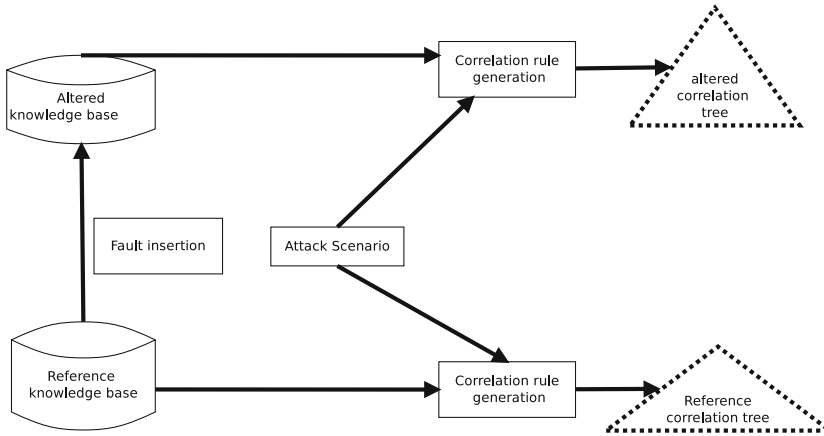 Altered
knowledge base
Correlation rule
generation
altered
correlation
tree
Fault insertion
Attack Scenario
Reference
knowledge base
Correlation rule
generation
Reference
correlation tree